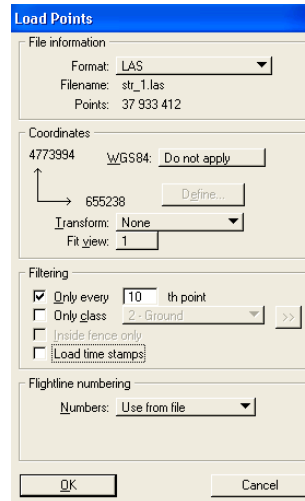 Load Points
File information
Format: LAS
Filename: str_1.las
Points: 37 933 412
Coordinates
4773994 WGS84: Do not apply
655238 Define...
Transform: None
Fit view: 1
Filtering
Only every 10 th point
Only class 2 - Ground >>
Inside fence only
Load time stamps
Flightline numbering
Numbers: Use from file
OK Cancel